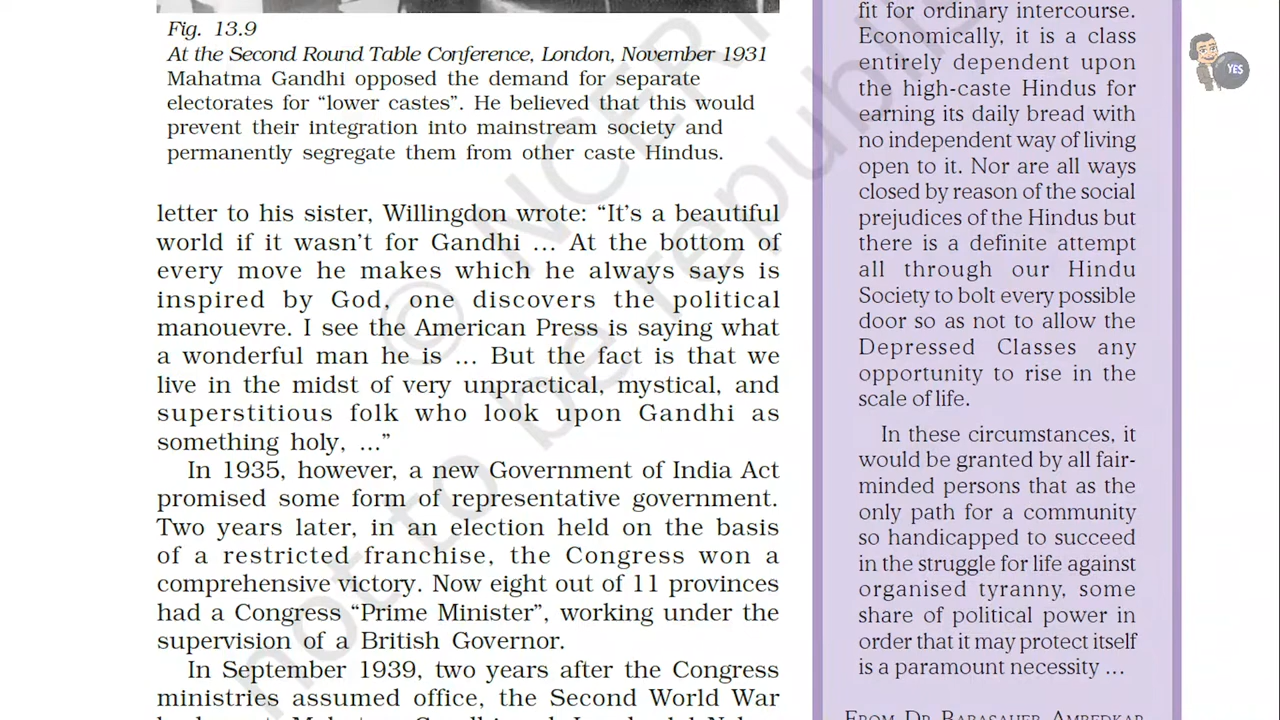 Fig. 13.9
At the Second Round Table Conference, London, November 1931
Mahatma Gandhi opposed the demand for separate
electorates for “lower castes”. He believed that this would
prevent their integration into mainstream society and
permanently segregate them from other caste Hindus.
letter to his sister, Willingdon wrote: “It’s a beautiful
world if it wasn’t for Gandhi ... At the bottom of
every move he makes which he always says is
inspired by God, one discovers the political
manouevre. I see the American Press is saying what
a wonderful man he is ... But the fact is that we
live in the midst of very unpractical, mystical, and
superstitious folk who look upon Gandhi as
something holy, ...”
In 1935, however, a new Government of India Act
promised some form of representative government.
Two years later, in an election held on the basis
of a restricted franchise, the Congress won a
comprehensive victory. Now eight out of 11 provinces
had a Congress “Prime Minister”, working under the
supervision of a British Governor.
In September 1939, two years after the Congress
ministries assumed office, the Second World War
fit for ordinary intercourse.
Economically, it is a class
entirely dependent upon
the high-caste Hindus for
earning its daily bread with
no independent way of living
open to it. Nor are all ways
closed by reason of the social
prejudices of the Hindus but
there is a definite attempt
all through our Hindu
Society to bolt every possible
door so as not to allow the
Depressed Classes any
opportunity to rise in the
scale of life.
In these circumstances, it
would be granted by all fair-
minded persons that as the
only path for a community
so handicapped to succeed
in the struggle for life against
organised tyranny, some
share of political power in
order that it may protect itself
is a paramount necessity ...
FROM DR BABASAHEB AMBEDKAR
YES
© NCERT
not to be republi